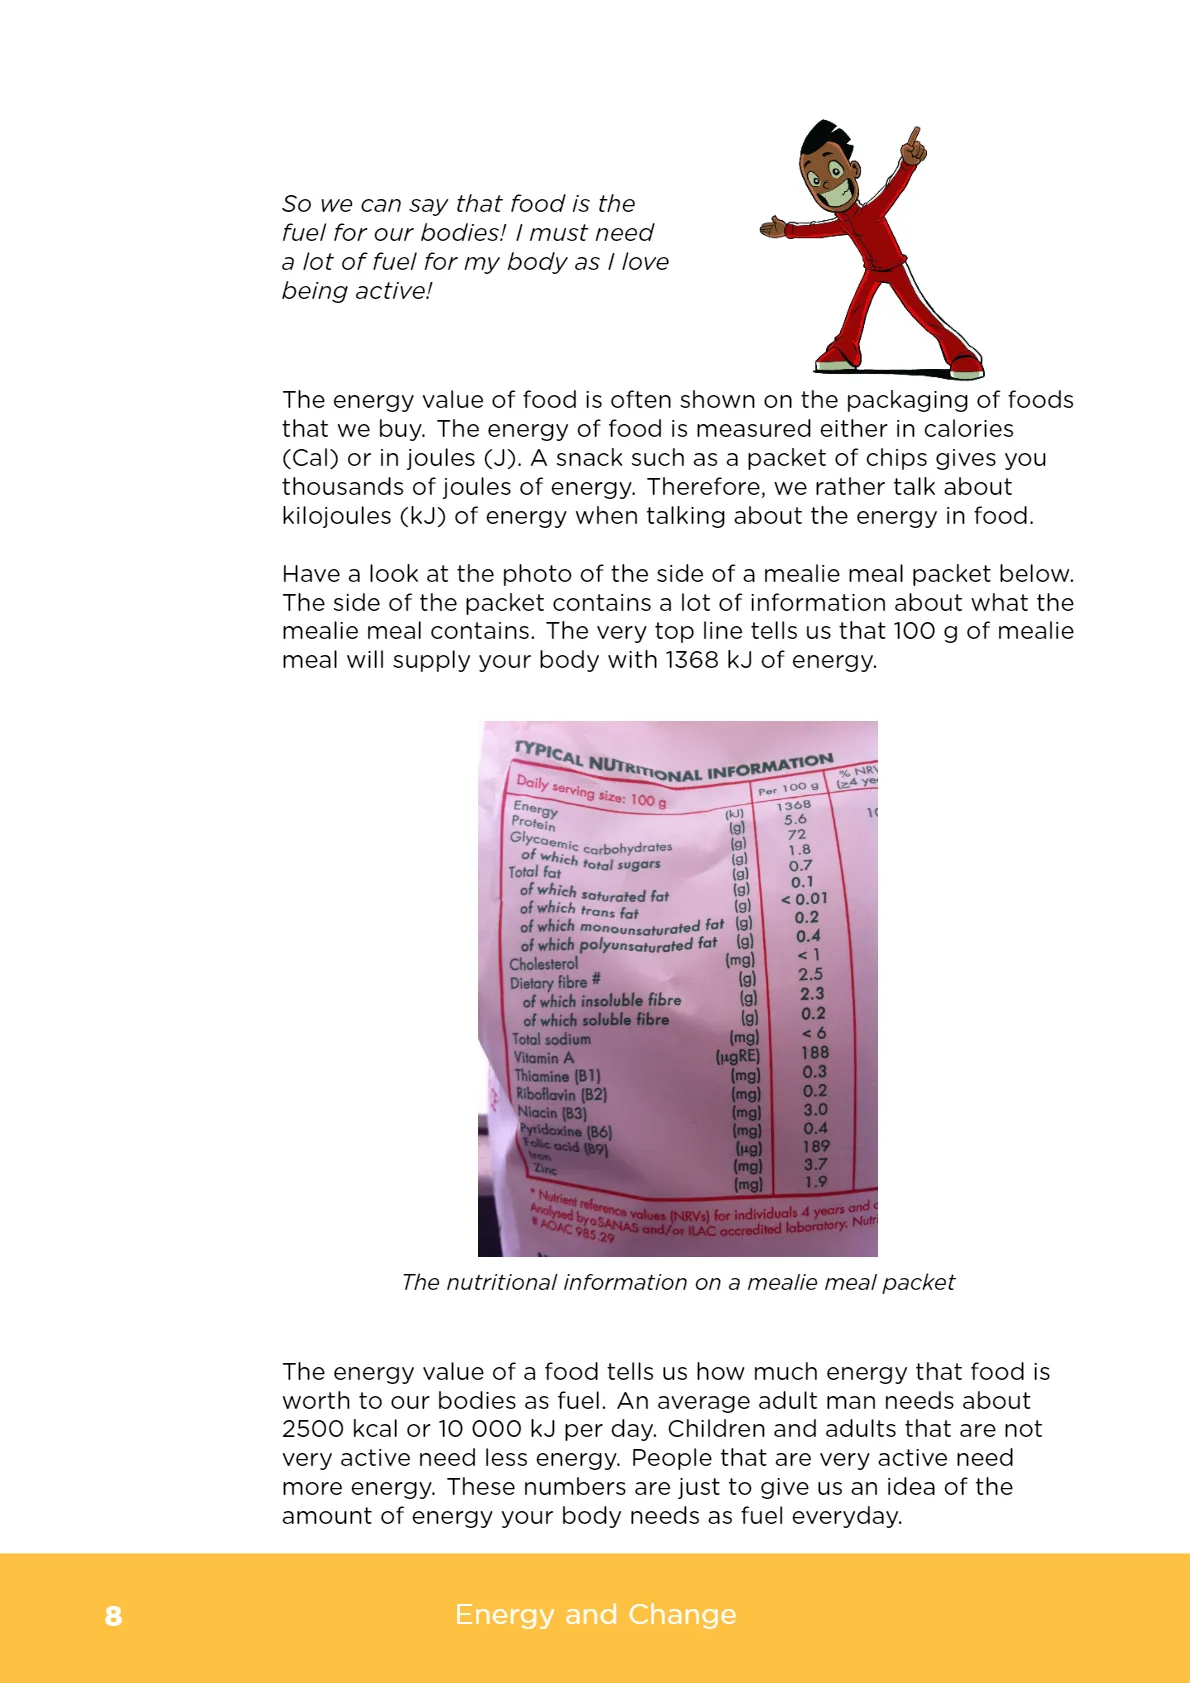 So we can say that food is the
fuel for our bodies! I must need
a lot of fuel for my body as I love
being active!
The energy value of food is often shown on the packaging of foods
that we buy. The energy of food is measured either in calories
(Cal) or in joules (J). A snack such as a packet of chips gives you
thousands of joules of energy. Therefore, we rather talk about
kilojoules (kJ) of energy when talking about the energy in food.
Have a look at the photo of the side of a mealie meal packet below.
The side of the packet contains a lot of information about what the
mealie meal contains. The very top line tells us that 100 g of mealie
meal will supply your body with 1368 kJ of energy.
TYPICAL NUTRITIONAL INFORMATION
Daily serving size: 100 g Per 100 g % NRV
(≥4 ye
Energy (kJ) 1368 10
Protein (g) 5.6
Glycaemic carbohydrates (g) 72
of which total sugars (g) 1.8
Total fat (g) 0.7
of which saturated fat (g) 0.1
of which trans fat (g) < 0.01
of which monounsaturated fat (g) 0.2
of which polyunsaturated fat (g) 0.4
Cholesterol (mg) < 1
Dietary fibre # (g) 2.5
of which insoluble fibre (g) 2.3
of which soluble fibre (g) 0.2
Total sodium (mg) < 6
Vitamin A (µgRE) 188
Thiamine (B1) (mg) 0.3
Riboflavin (B2) (mg) 0.2
Niacin (B3) (mg) 3.0
Pyridoxine (B6) (mg) 0.4
Folic acid (B9) (µg) 189
Iron (mg) 3.7
Zinc (mg) 1.9
* Nutrient reference values (NRVs) for individuals 4 years and
Analysed by a SANAS and/or ILAC accredited laboratory. Nutri
# AOAC 985.29
The nutritional information on a mealie meal packet
The energy value of a food tells us how much energy that food is
worth to our bodies as fuel. An average adult man needs about
2500 kcal or 10 000 kJ per day. Children and adults that are not
very active need less energy. People that are very active need
more energy. These numbers are just to give us an idea of the
amount of energy your body needs as fuel everyday.
8 Energy and Change